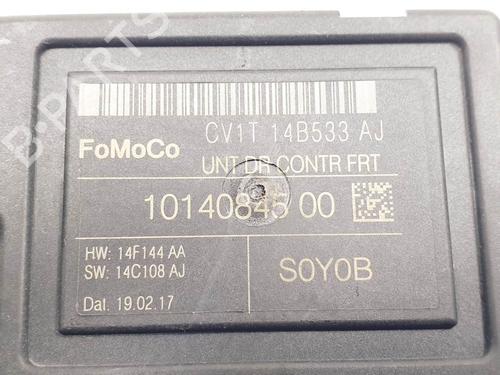 B-PARTS
CV1T 14B533 AJ
FoMoCo
UNT DR CONTR FRT
10140845 00
HW: 14F144 AA
SW: 14C108 AJ
S0Y0B
Dat. 19.02.17